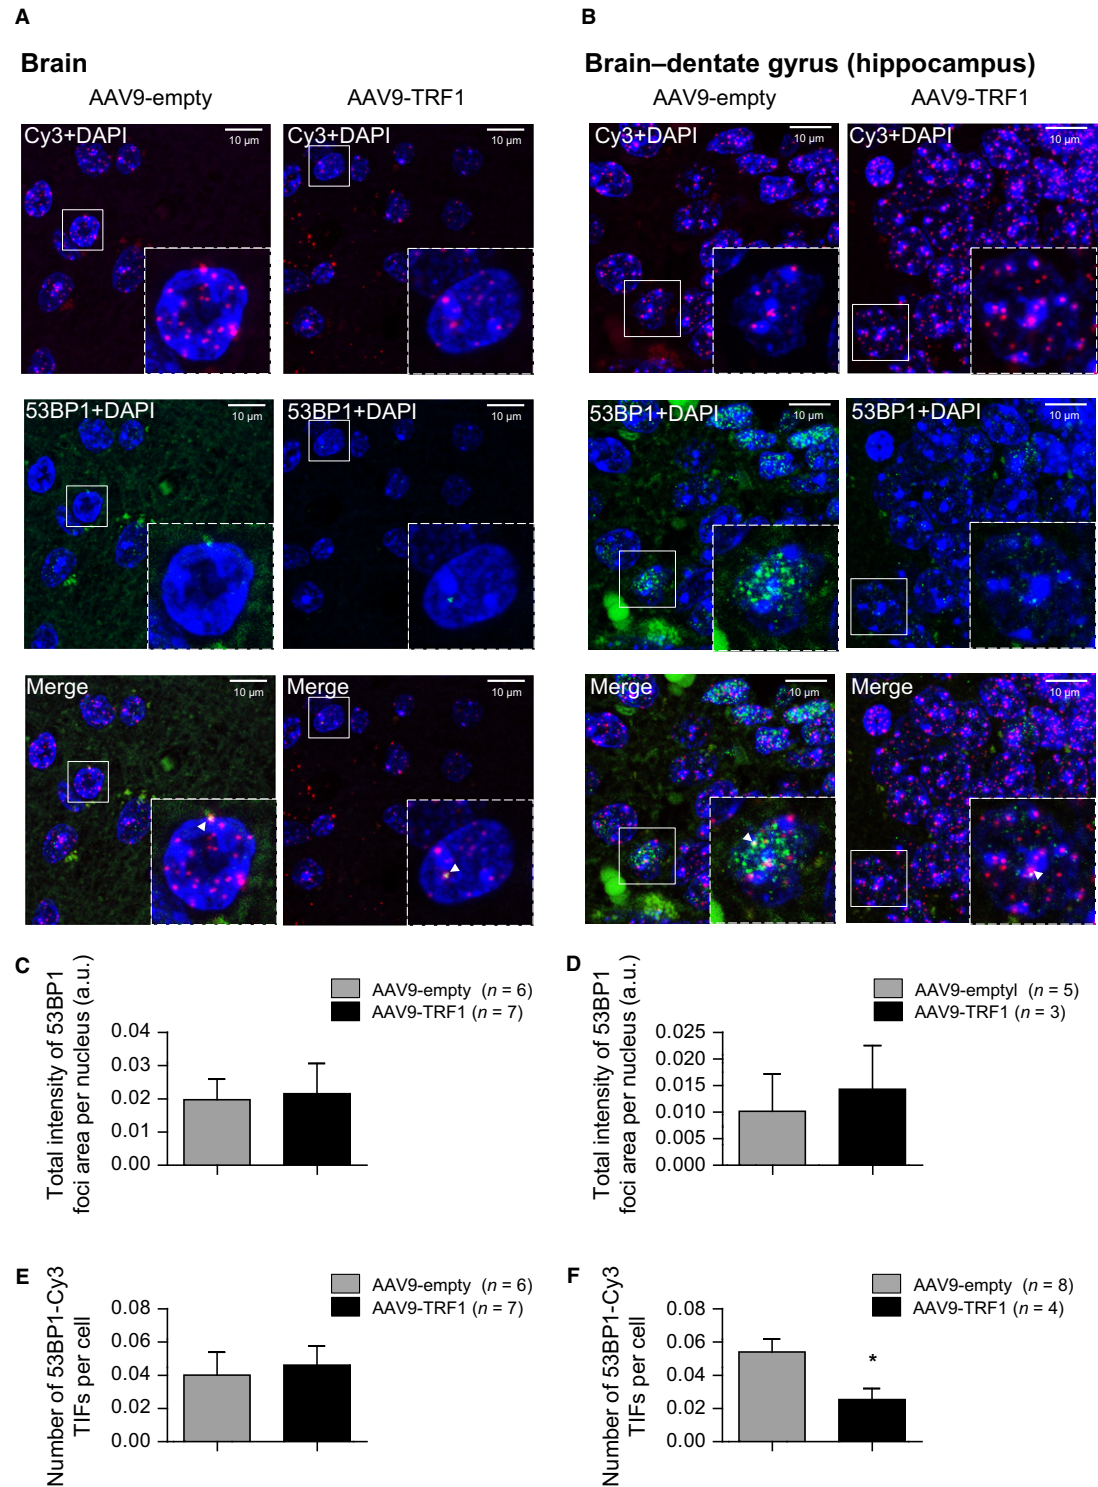 A
B
Brain
Brain–dentate gyrus (hippocampus)
AAV9-empty
AAV9-TRF1
AAV9-empty
AAV9-TRF1
Cy3+DAPI
10 µm
Cy3+DAPI
10 µm
Cy3+DAPI
10 µm
Cy3+DAPI
10 µm
53BP1+DAPI
10 µm
53BP1+DAPI
10 µm
53BP1+DAPI
10 µm
53BP1+DAPI
10 µm
Merge
10 µm
Merge
10 µm
Merge
10 µm
Merge
10 µm
C
Total intensity of 53BP1
foci area per nucleus (a.u.)
AAV9-empty (n = 6)
AAV9-TRF1 (n = 7)
0.04
0.03
0.02
0.01
0.00
D
Total intensity of 53BP1
foci area per nucleus (a.u.)
AAV9-emptyl (n = 5)
AAV9-TRF1 (n = 3)
0.025
0.020
0.015
0.010
0.005
0.000
E
Number of 53BP1-Cy3
TIFs per cell
AAV9-empty (n = 6)
AAV9-TRF1 (n = 7)
0.08
0.06
0.04
0.02
0.00
F
Number of 53BP1-Cy3
TIFs per cell
AAV9-empty (n = 8)
AAV9-TRF1 (n = 4)
0.08
0.06
0.04
0.02
0.00
*